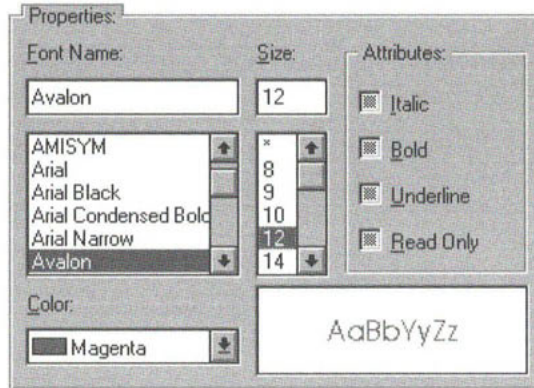 Properties:
Font Name:
Avalon
AMISYM
Arial
Arial Black
Arial Condensed Bold
Arial Narrow
Avalon
Color:
Magenta
Size:
12
*
8
9
10
12
14
Attributes:
Italic
Bold
Underline
Read Only
AaBbYyZz